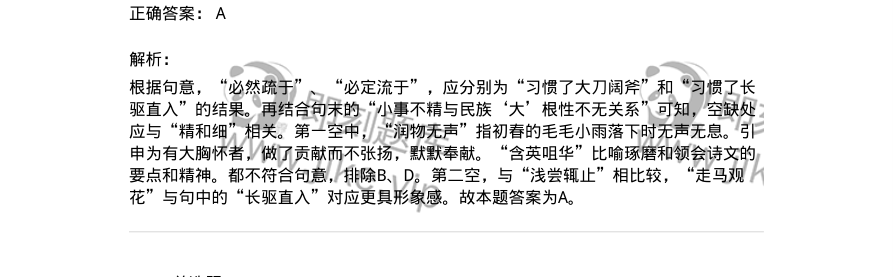 正确答案： A
解析：
根据句意，“必然疏于”、“必定流于”，应分别为“习惯了大刀阔斧”和“习惯了长
驱直入”的结果。再结合句末的“小事不精与民族‘大’根性不无关系”可知，空缺处
应与“精和细”相关。第一空中，“润物无声”指初春的毛毛小雨落下时无声无息。引
申为有大胸怀者，做了贡献而不张扬，默默奉献。“含英咀华”比喻琢磨和领会诗文的
要点和精神。都不符合句意，排除B、D。第二空，与“浅尝辄止”相比较，“走马观
花”与句中的“长驱直入”对应更具形象感。故本题答案为A。